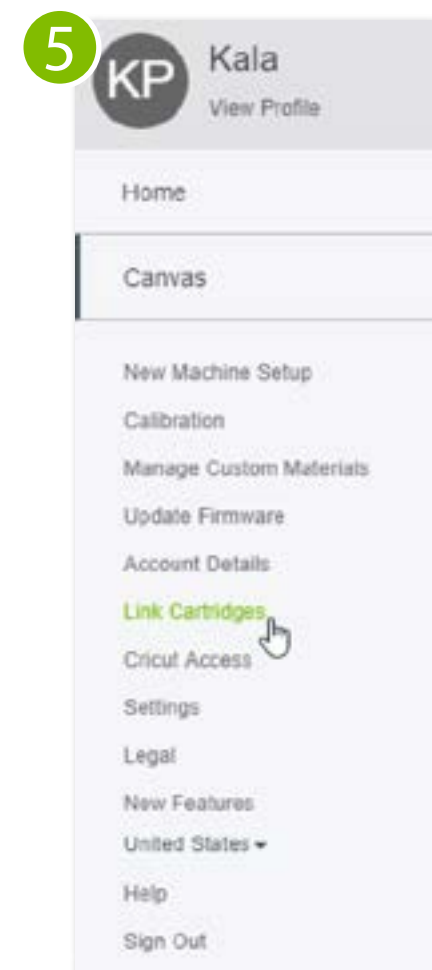 5
KP
Kala
View Profile
Home
Canvas
New Machine Setup
Calibration
Manage Custom Materials
Update Firmware
Account Details
Link Cartridges
Cricut Access
Settings
Legal
New Features
United States
Help
Sign Out